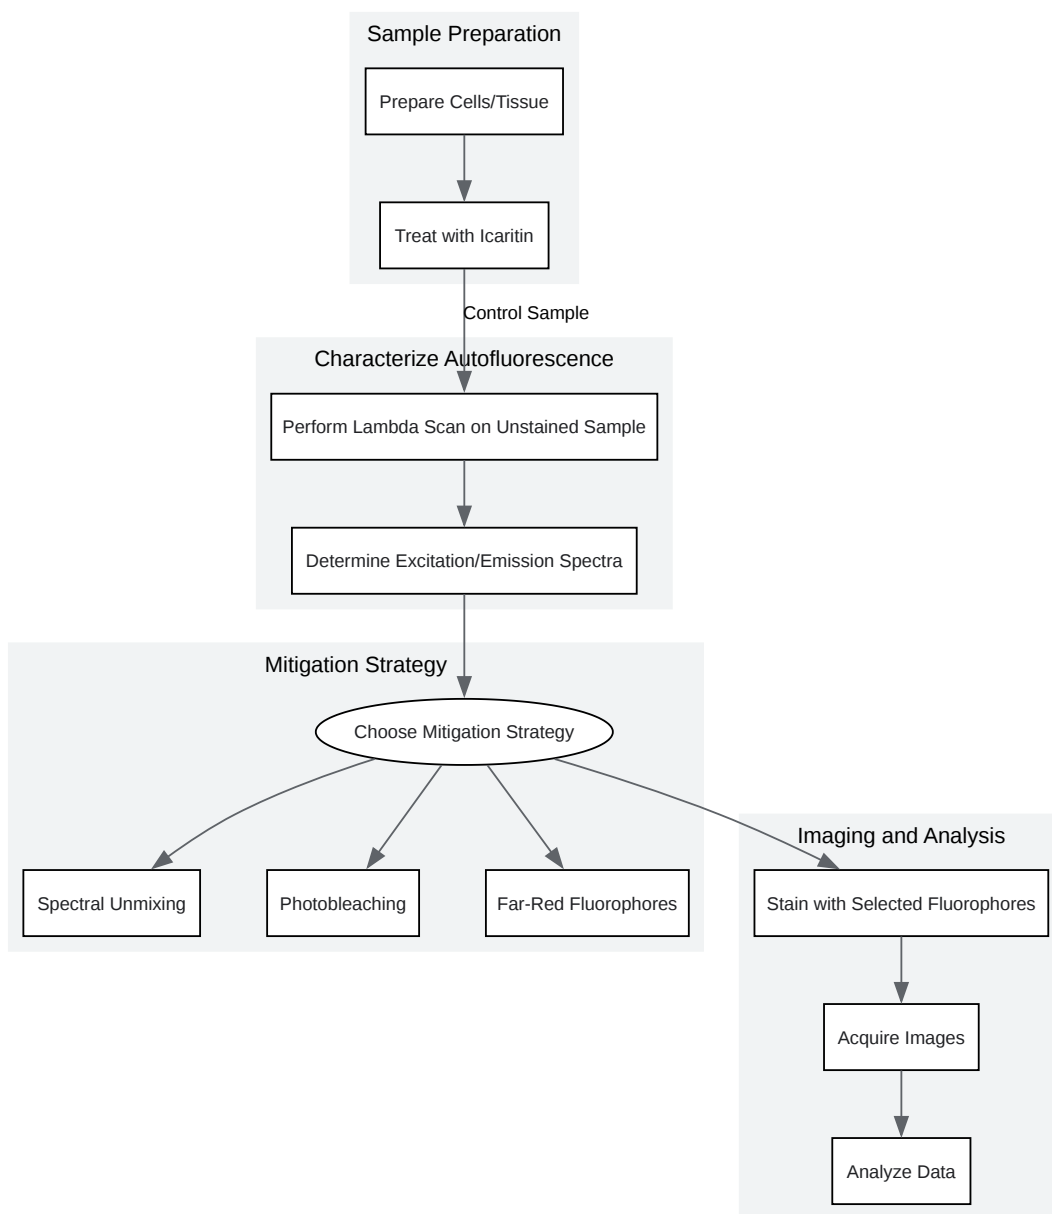 Sample Preparation
Prepare Cells/Tissue
Treat with Icaritin
Control Sample
Characterize Autofluorescence
Perform Lambda Scan on Unstained Sample
Determine Excitation/Emission Spectra
Mitigation Strategy
Choose Mitigation Strategy
Spectral Unmixing
Photobleaching
Far-Red Fluorophores
Imaging and Analysis
Stain with Selected Fluorophores
Acquire Images
Analyze Data